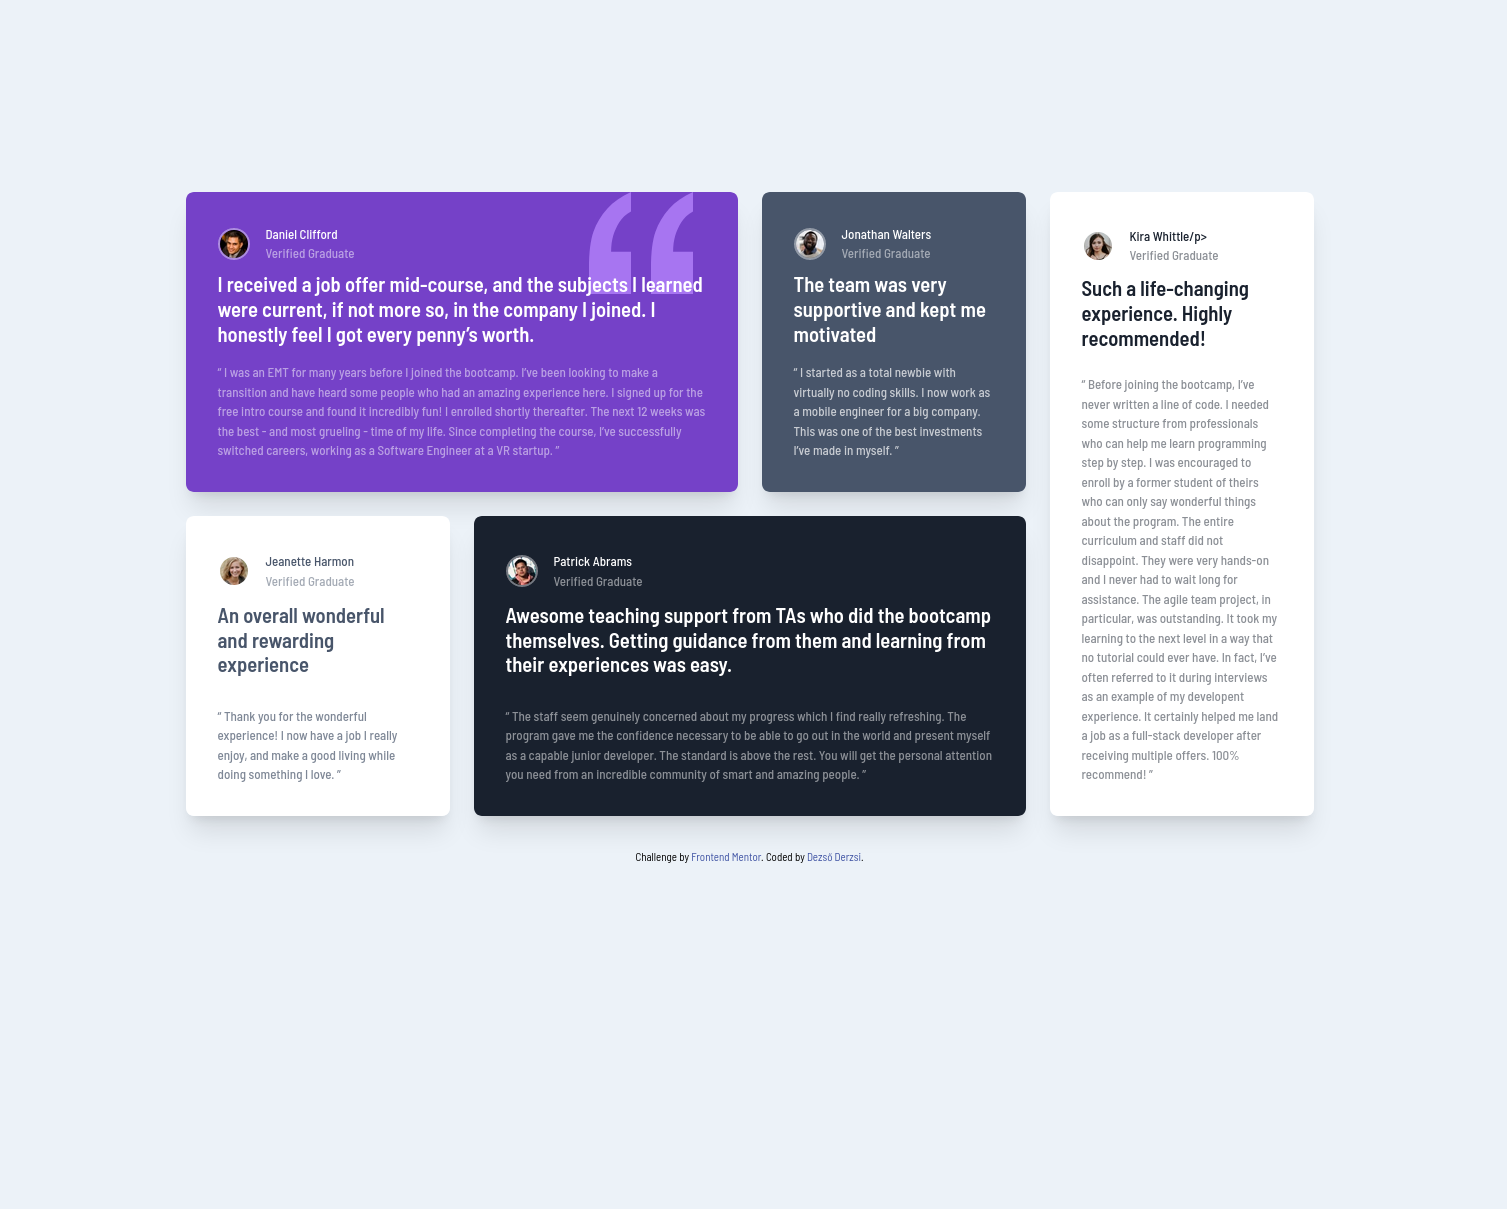 Daniel Clifford
Verified Graduate
I received a job offer mid-course, and the subjects I learned
were current, if not more so, in the company I joined. I
honestly feel I got every penny’s worth.
“ I was an EMT for many years before I joined the bootcamp. I’ve been looking to make a
transition and have heard some people who had an amazing experience here. I signed up for the
free intro course and found it incredibly fun! I enrolled shortly thereafter. The next 12 weeks was
the best - and most grueling - time of my life. Since completing the course, I’ve successfully
switched careers, working as a Software Engineer at a VR startup. ”
Jonathan Walters
Verified Graduate
The team was very
supportive and kept me
motivated
“ I started as a total newbie with
virtually no coding skills. I now work as
a mobile engineer for a big company.
This was one of the best investments
I’ve made in myself. ”
Kira Whittle/p>
Verified Graduate
Such a life-changing
experience. Highly
recommended!
“ Before joining the bootcamp, I’ve
never written a line of code. I needed
some structure from professionals
who can help me learn programming
step by step. I was encouraged to
enroll by a former student of theirs
who can only say wonderful things
about the program. The entire
curriculum and staff did not
disappoint. They were very hands-on
and I never had to wait long for
assistance. The agile team project, in
particular, was outstanding. It took my
learning to the next level in a way that
no tutorial could ever have. In fact, I’ve
often referred to it during interviews
as an example of my developent
experience. It certainly helped me land
a job as a full-stack developer after
receiving multiple offers. 100%
recommend! ”
Jeanette Harmon
Verified Graduate
An overall wonderful
and rewarding
experience
“ Thank you for the wonderful
experience! I now have a job I really
enjoy, and make a good living while
doing something I love. ”
Patrick Abrams
Verified Graduate
Awesome teaching support from TAs who did the bootcamp
themselves. Getting guidance from them and learning from
their experiences was easy.
“ The staff seem genuinely concerned about my progress which I find really refreshing. The
program gave me the confidence necessary to be able to go out in the world and present myself
as a capable junior developer. The standard is above the rest. You will get the personal attention
you need from an incredible community of smart and amazing people. ”
Challenge by Frontend Mentor. Coded by Dezső Derzsi.